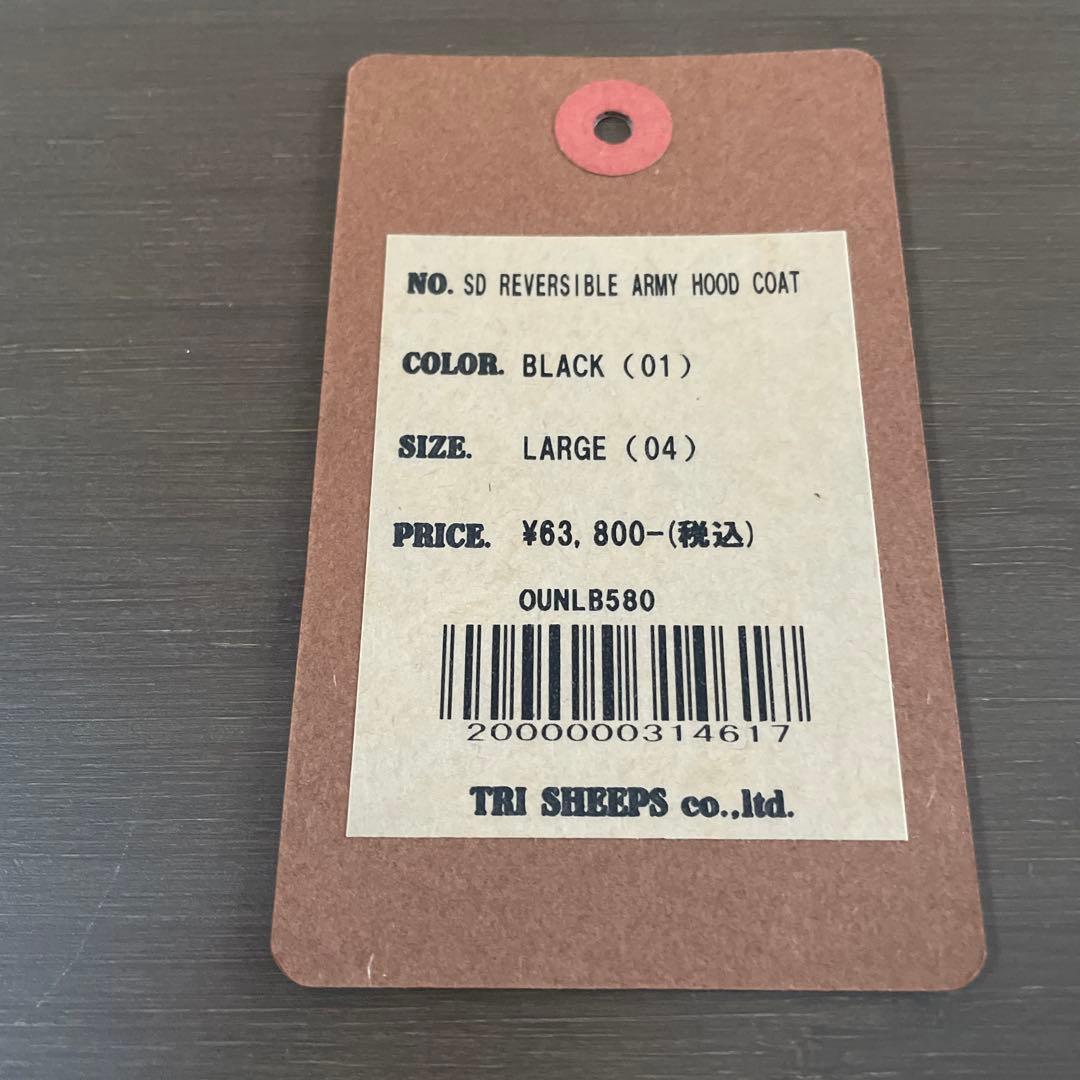 NO. SD REVERSIBLE ARMY HOOD COAT
COLOR. BLACK (01)
SIZE. LARGE (04)
PRICE. ¥63,800-(税込)
OUNLB580
2000000314617
TRI SHEEPS co.,ltd.